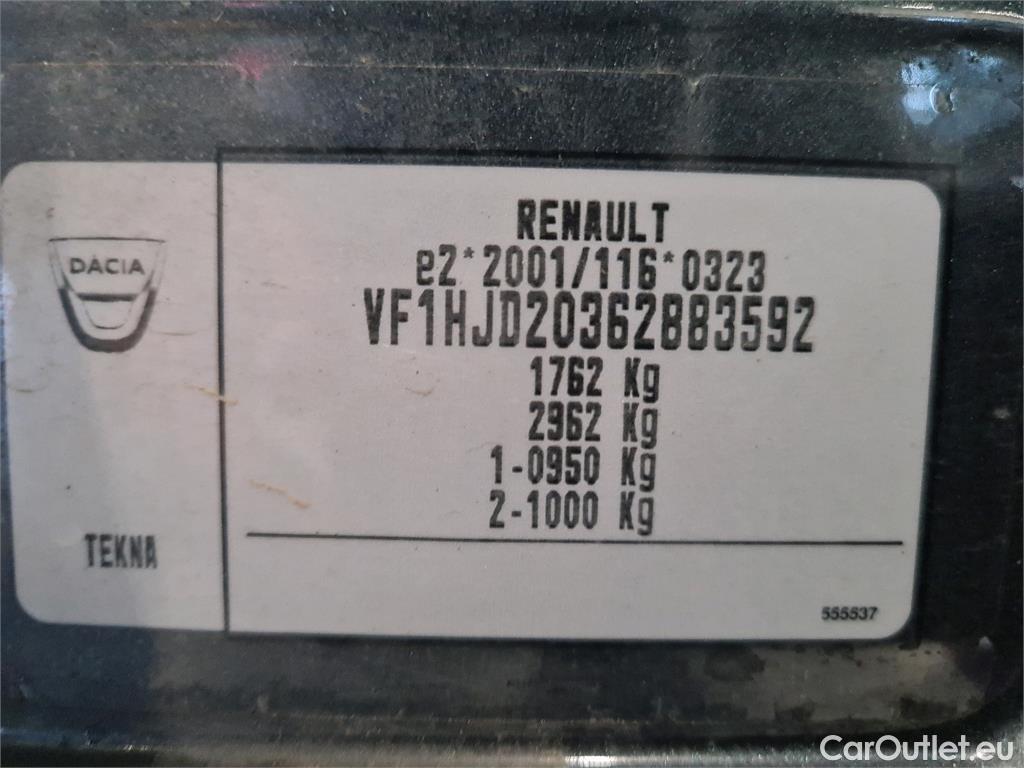 DACIA
TEKNA
RENAULT
e2*2001/116*0323
VF1HJD20362883592
1762 Kg
2962 Kg
1-0950 Kg
2-1000 Kg
555537
CarOutlet.eu